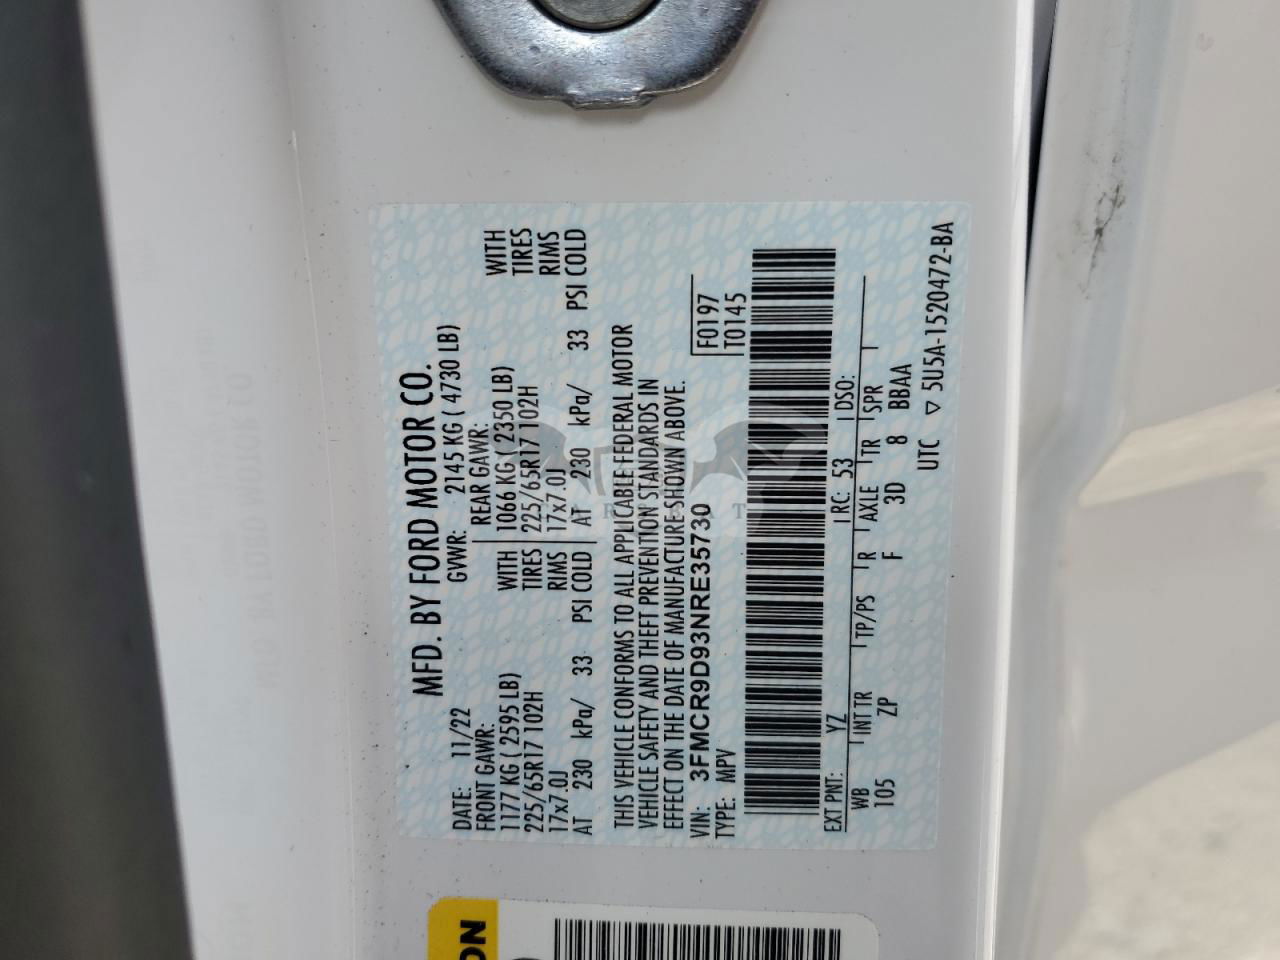 MFD. BY FORD MOTOR CO.
DATE: 11/22 GVWR: 2145 KG ( 4730 LB)
FRONT GAWR: REAR GAWR:
1177 KG ( 2595 LB) WITH 1066 KG ( 2350 LB) WITH
225/65R17 102H TIRES 225/65R17 102H TIRES
17x7.0J RIMS 17x7.0J RIMS
AT 230 kPa/ 33 PSI COLD AT 230 kPa/ 33 PSI COLD
THIS VEHICLE CONFORMS TO ALL APPLICABLE FEDERAL MOTOR
VEHICLE SAFETY AND THEFT PREVENTION STANDARDS IN
EFFECT ON THE DATE OF MANUFACTURE SHOWN ABOVE.
VIN: 3FMCR9D93NRE35730 F0197
TYPE: MPV T0145
EXT PNT: YZ RC: 53 DSO:
WB INT TR TP/PS R AXLE TR SPR
105 ZP F 3D 8 BBAA
UTC ▽ 5U5A-1520472-BA